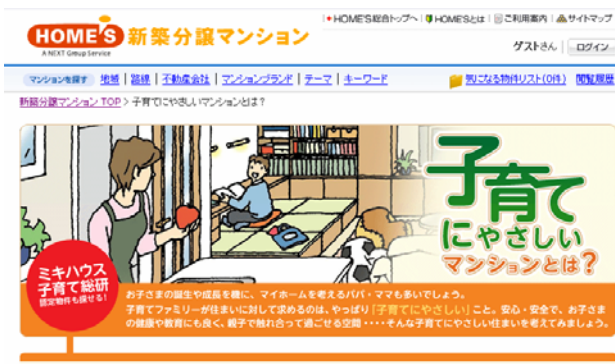 HOME'S総合トップへ | HOME'Sとは | ご利用案内 | サイトマップ
HOME'S 新築分譲マンション
A NEXT Group Service
ゲストさん ログイン
マンションを探す 地域 | 路線 | 不動産会社 | マンションブランド | テーマ | キーワード 気になる物件リスト(0件) 閲覧履歴
新築分譲マンション TOP > 子育てにやさしいマンションとは?
子育て
にやさしい
マンションとは?
ミキハウス
子育て総研
認定物件も探せる!
お子さまの誕生や成長を機に、マイホームを考えるパパ・ママも多いでしょう。
子育てファミリーが住まいに対して求めるのは、やっぱり「子育てにやさしい」こと。安心・安全で、お子さま
の健康や教育にも良く、親子で触れ合って過ごせる空間・・・・そんな子育てにやさしい住まいを考えてみましょう。